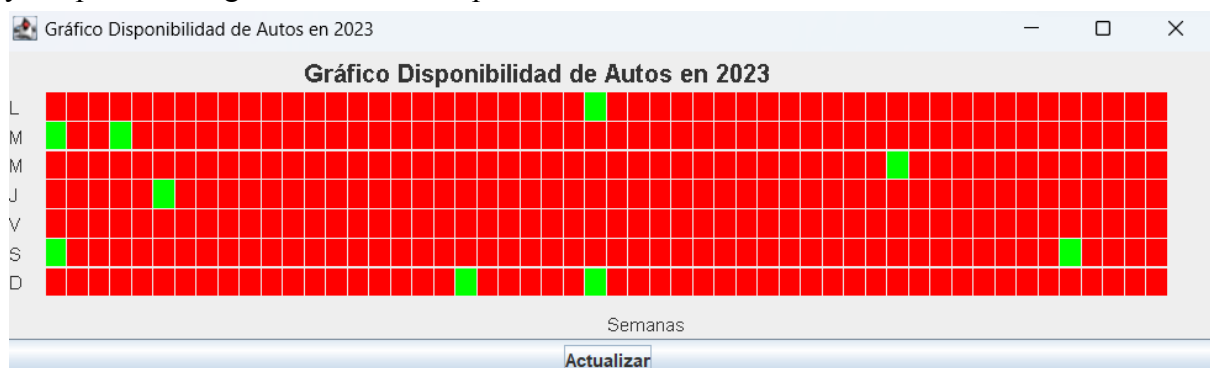 Gráfico Disponibilidad de Autos en 2023
Gráfico Disponibilidad de Autos en 2023
L
M
M
J
V
S
D
Semanas
Actualizar